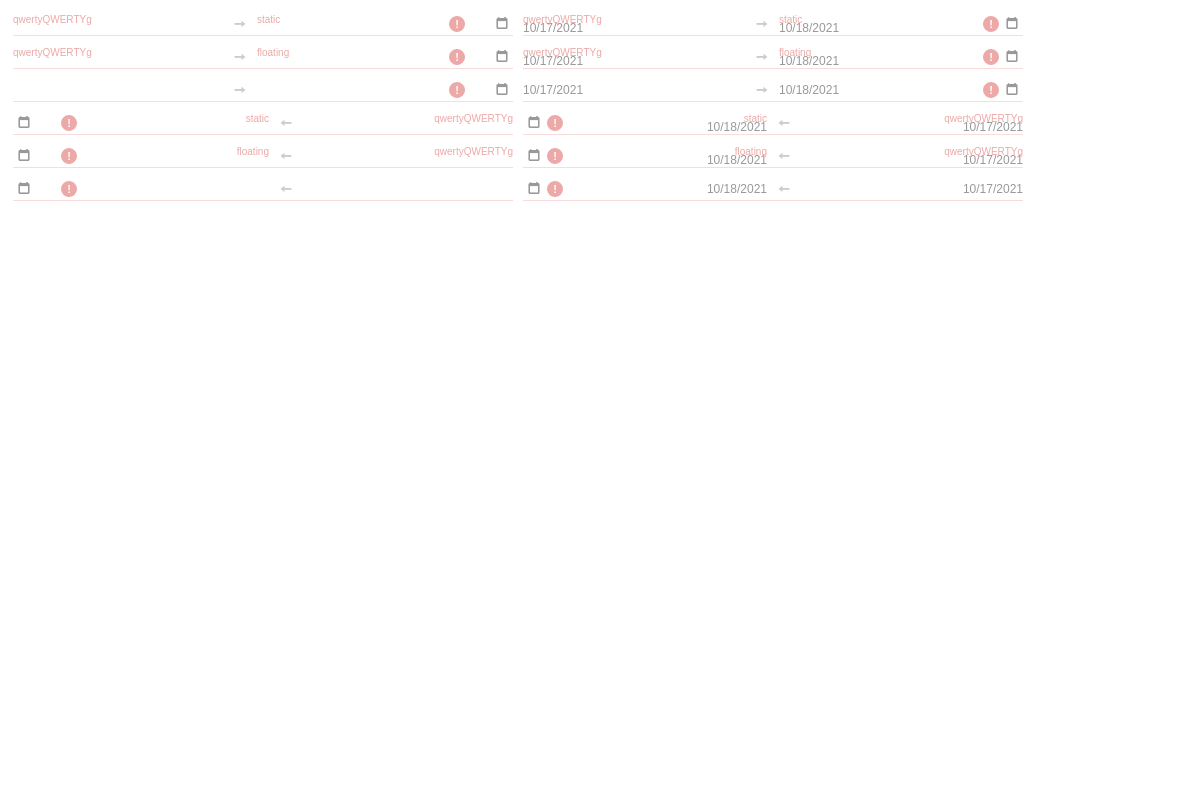 qwertyQWERTYg → static ! qwertyQWERTYg 10/17/2021 → static 10/18/2021 !
qwertyQWERTYg → floating ! qwertyQWERTYg 10/17/2021 → floating 10/18/2021 !
→ ! 10/17/2021 → 10/18/2021 !
! static ← qwertyQWERTYg ! static 10/18/2021 ← qwertyQWERTYg 10/17/2021
! floating ← qwertyQWERTYg ! floating 10/18/2021 ← qwertyQWERTYg 10/17/2021
! ← ! 10/18/2021 ← 10/17/2021